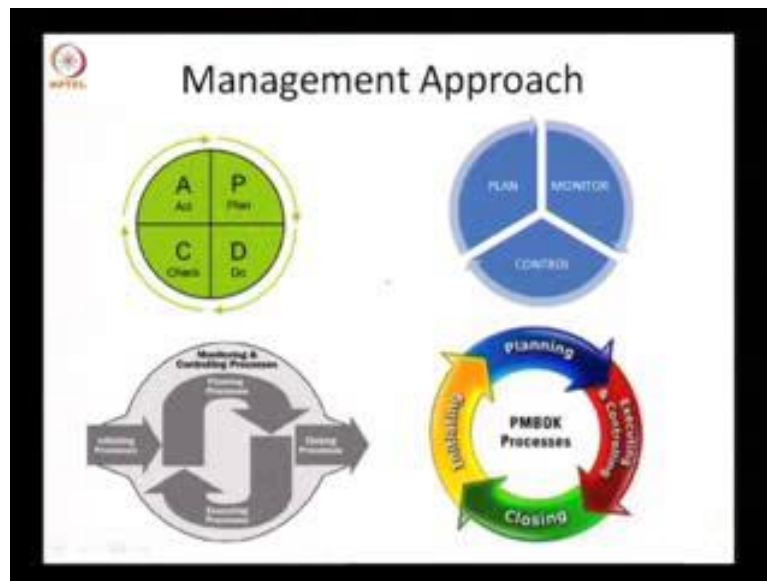 NPTEL
Management Approach
A
Act
P
Plan
C
Check
D
Do
PLAN
MONITOR
CONTROL
Monitoring &
Controlling Processes
Planning
Processes
Initiating
Processes
Closing
Processes
Executing
Processes
Planning
Executing
& Controlling
Closing
Initiating
PMBOK
Processes